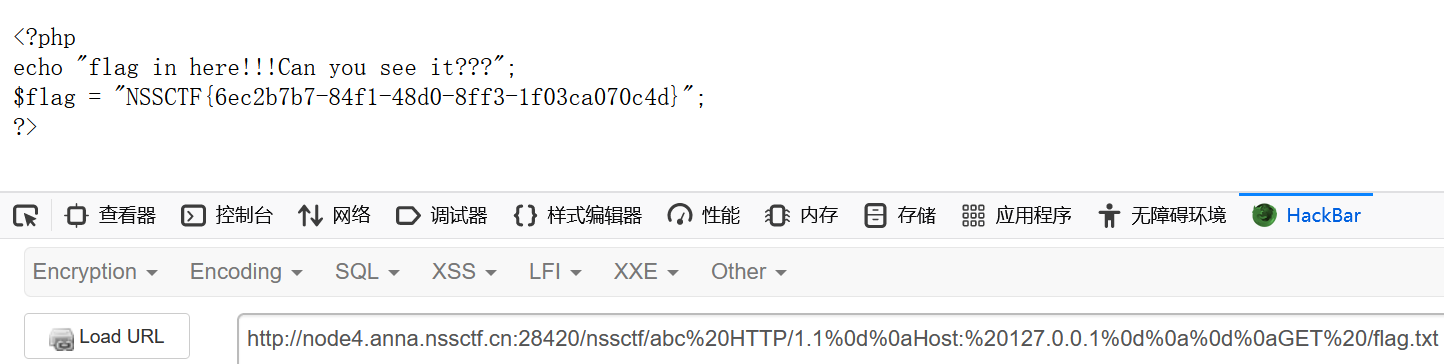 <?php
echo "flag in here!!!Can you see it???";
$flag = "NSSCTF{6ec2b7b7-84f1-48d0-8ff3-1f03ca070c4d}";
?>
查看器 控制台 网络 调试器 样式编辑器 性能 内存 存储 应用程序 无障碍环境 HackBar
Encryption Encoding SQL XSS LFI XXE Other
Load URL http://node4.anna.nssctf.cn:28420/nssctf/abc%20HTTP/1.1%0d%0aHost:%20127.0.0.1%0d%0a%0d%0aGET%20/flag.txt